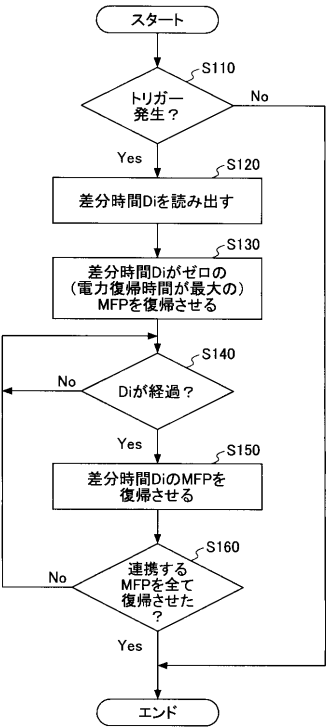 スタート
S110
トリガー
発生?
No
Yes
S120
差分時間Diを読み出す
S130
差分時間Diがゼロの
(電力復帰時間が最大の)
MFPを復帰させる
S140
No
Diが経過?
Yes
S150
差分時間DiのMFPを
復帰させる
S160
連携する
MFPを全て
復帰させた
?
No
Yes
エンド